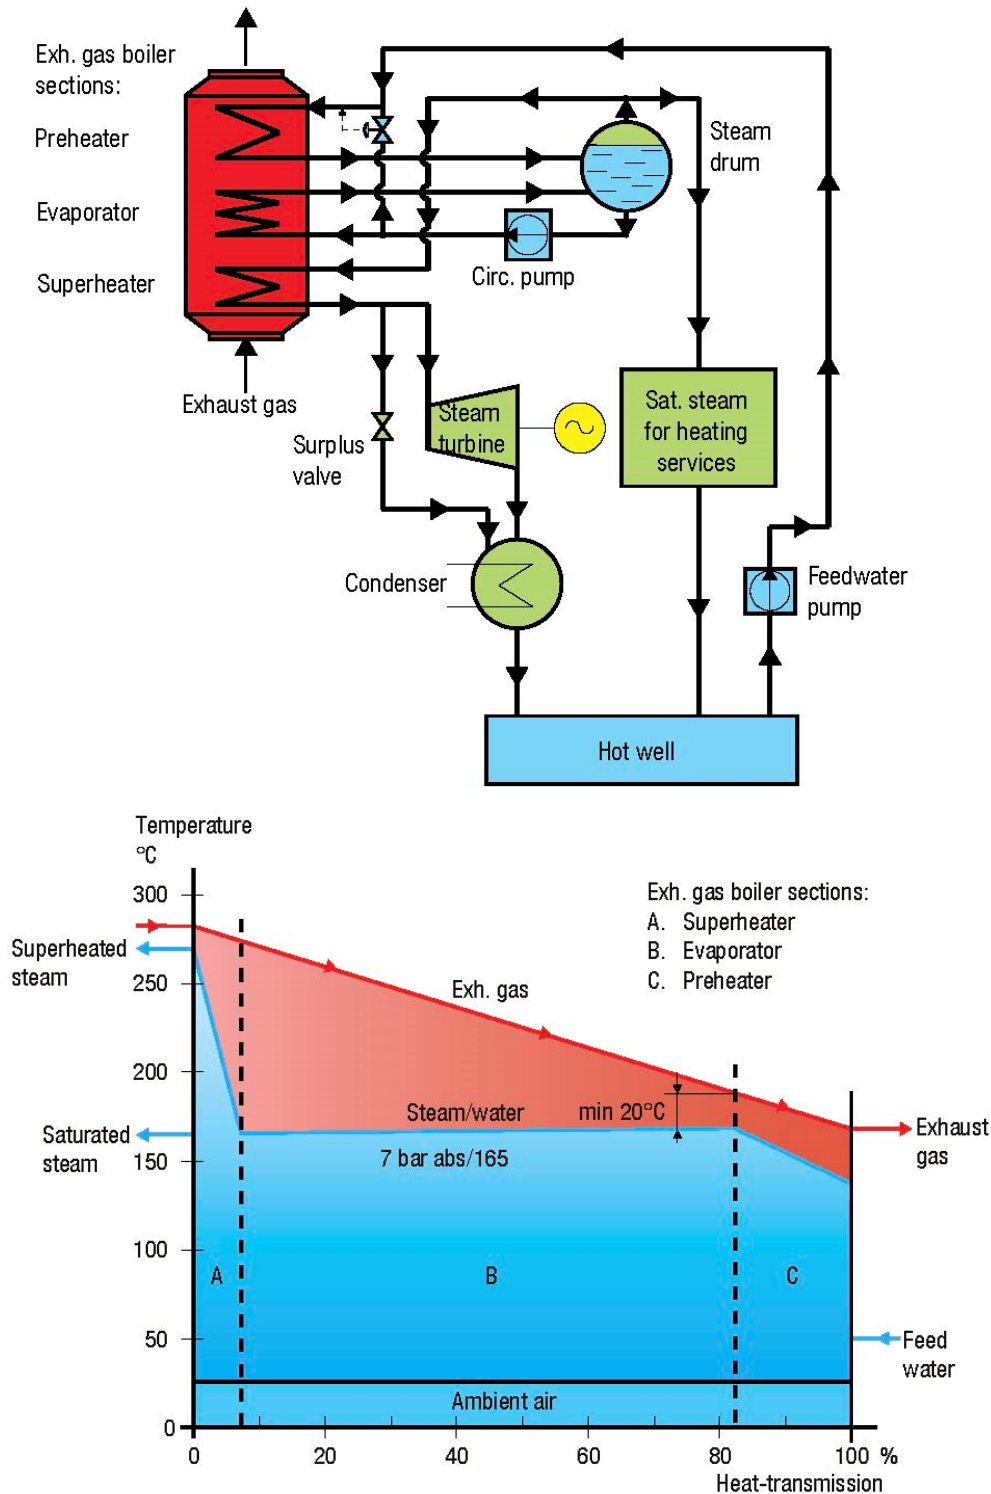 Exh. gas boiler
sections:
Preheater
Evaporator
Superheater
Exhaust gas
Steam
drum
Circ. pump
Surplus
valve
Steam
turbine
Sat. steam
for heating
services
Condenser
Feedwater
pump
Hot well
Temperature
°C
300
250
200
150
100
50
0
Superheated
steam
Saturated
steam
Exh. gas boiler sections:
A. Superheater
B. Evaporator
C. Preheater
Exh. gas
Steam/water
min 20°C
7 bar abs/165
Exhaust
gas
A
B
C
Feed
water
Ambient air
0 20 40 60 80 100 %
Heat-transmission